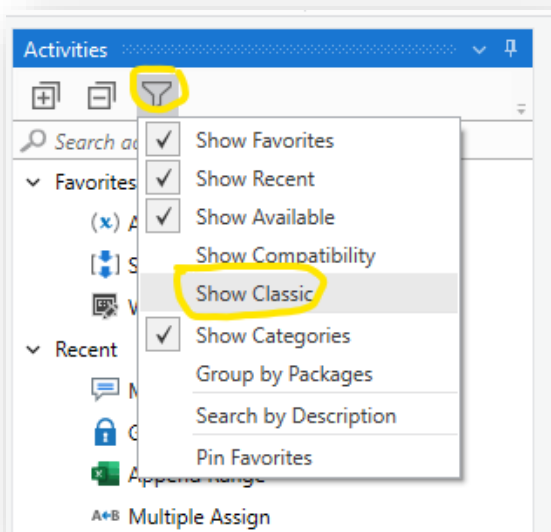 Activities
Search
Show Favorites
Show Recent
Show Available
Show Compatibility
Show Classic
Show Categories
Group by Packages
Search by Description
Pin Favorites
Favorites
Recent
Append Range
Multiple Assign